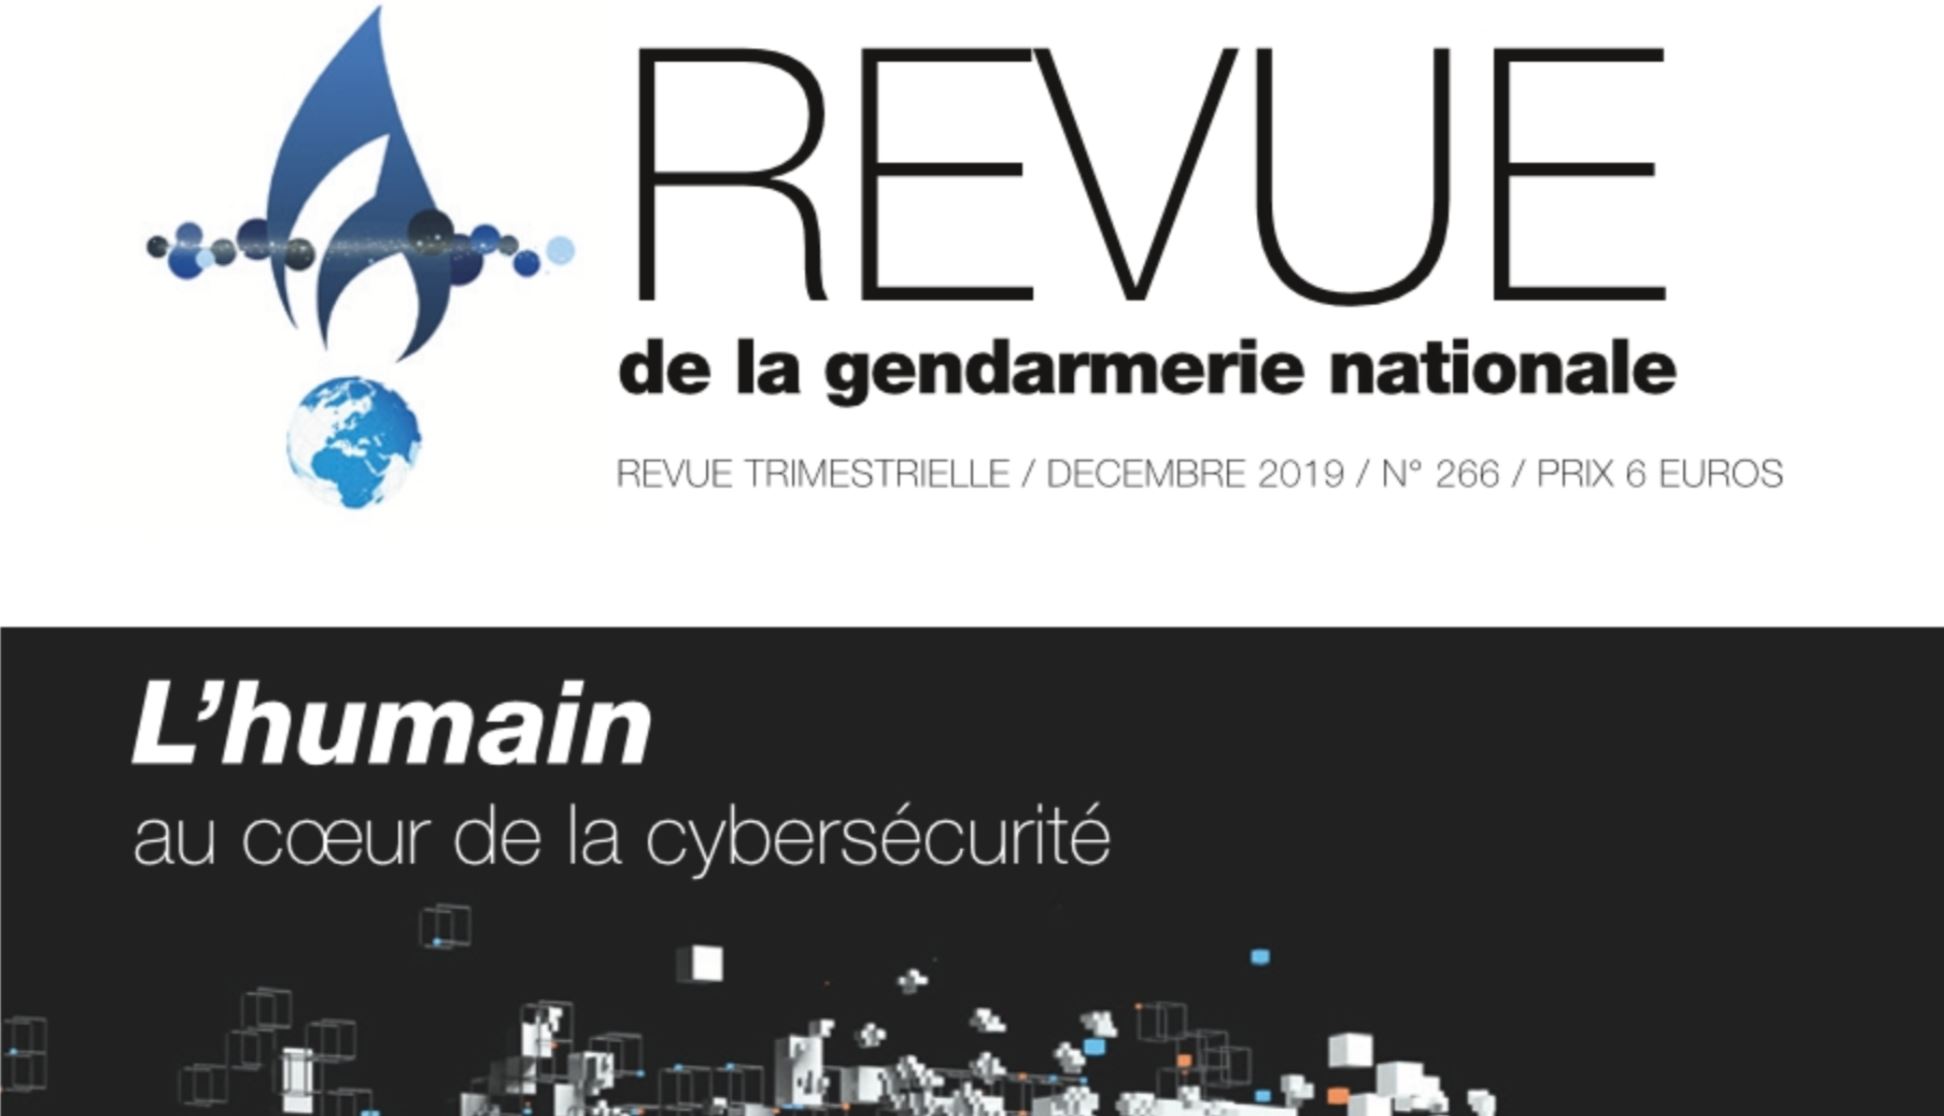 REVUE
de la gendarmerie nationale
REVUE TRIMESTRIELLE / DECEMBRE 2019 / N° 266 / PRIX 6 EUROS
L’humain
au cœur de la cybersécurité